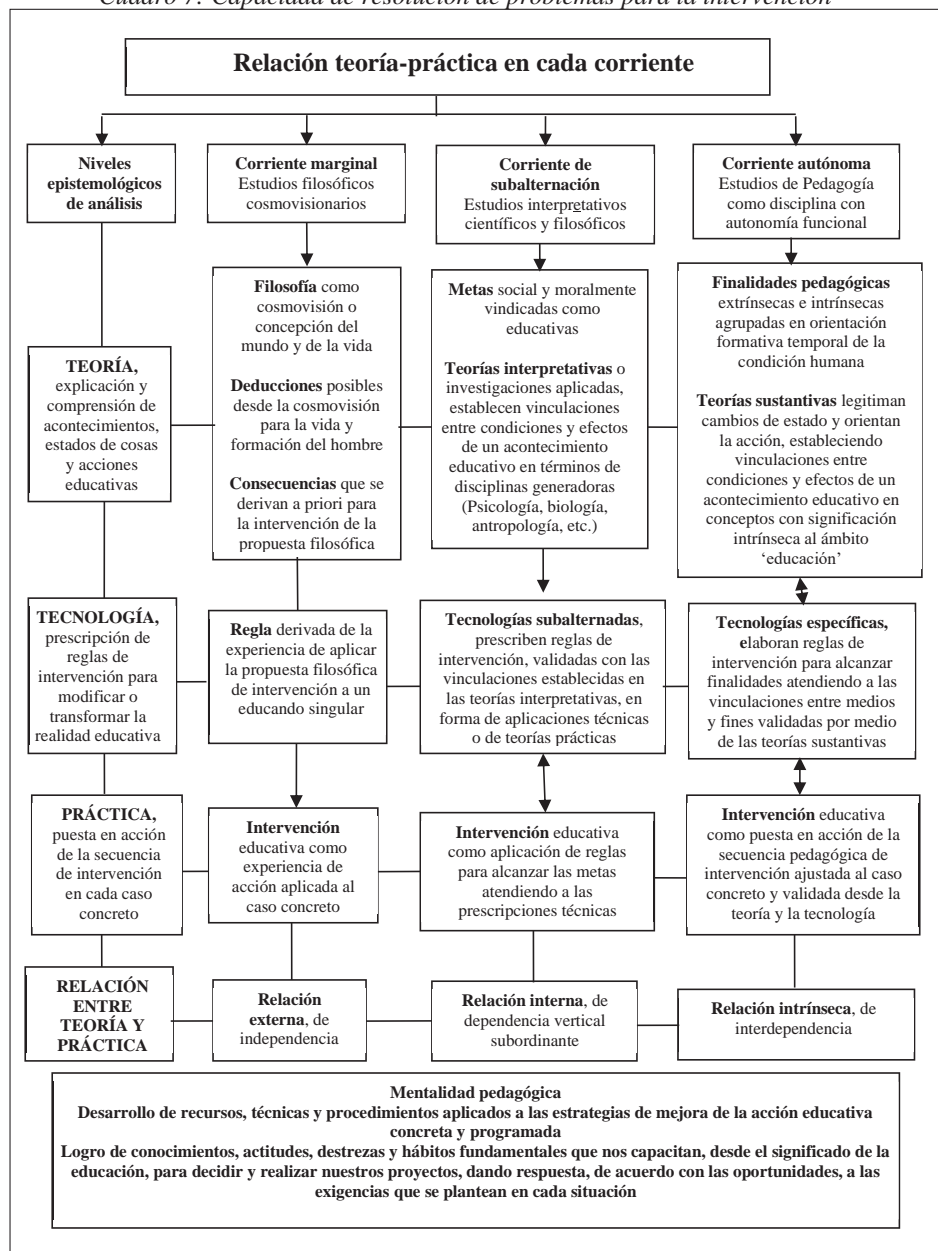 Cuadro 7. Capacidad de resolución de problemas para la intervención
Relación teoría-práctica en cada corriente
Niveles
epistemológicos
de análisis
Corriente marginal
Estudios filosóficos
cosmovisionarios
Corriente de
subalternación
Estudios interpretativos
científicos y filosóficos
Corriente autónoma
Estudios de Pedagogía
como disciplina con
autonomía funcional
TEORÍA,
explicación y
comprensión de
acontecimientos,
estados de cosas
y acciones
educativas
Filosofía como
cosmovisión o
concepción del
mundo y de la vida
Deducciones posibles
desde la cosmovisión
para la vida y
formación del hombre
Consecuencias que se
derivan a priori para
la intervención de la
propuesta filosófica
Metas social y moralmente
vindicadas como
educativas
Teorías interpretativas o
investigaciones aplicadas,
establecen vinculaciones
entre condiciones y efectos
de un acontecimiento
educativo en términos de
disciplinas generadoras
(Psicología, biología,
antropología, etc.)
Finalidades pedagógicas
extrínsecas e intrínsecas
agrupadas en orientación
formativa temporal de la
condición humana
Teorías sustantivas legitiman
cambios de estado y orientan
la acción, estableciendo
vinculaciones entre
condiciones y efectos de un
acontecimiento educativo en
conceptos con significación
intrínseca al ámbito
‘educación’
TECNOLOGÍA,
prescripción de
reglas de
intervención para
modificar o
transformar la
realidad educativa
Regla derivada de la
experiencia de aplicar la
propuesta filosófica
de intervención a un
educando singular
Tecnologías subalternadas,
prescriben reglas de
intervención, validadas con las
vinculaciones establecidas en
las teorías interpretativas, en
forma de aplicaciones técnicas
o de teorías prácticas
Tecnologías específicas,
elaboran reglas de
intervención para alcanzar
finalidades atendiendo a las
vinculaciones entre medios
y fines validadas por medio
de las teorías sustantivas
PRÁCTICA,
puesta en acción
de la secuencia
de intervención
en cada caso
concreto
Intervención
educativa como
experiencia de
acción aplicada al
caso concreto
Intervención educativa
como aplicación de reglas
para alcanzar las metas
atendiendo a las
prescripciones técnicas
Intervención educativa
como puesta en acción de la
secuencia pedagógica de
intervención ajustada al caso
concreto y validada desde la
teoría y la tecnología
RELACIÓN
ENTRE
TEORÍA Y
PRÁCTICA
Relación
externa, de
independencia
Relación interna, de
dependencia vertical
subordinante
Relación intrínseca, de
interdependencia
Mentalidad pedagógica
Desarrollo de recursos, técnicas y procedimientos aplicados a las estrategias de mejora de la acción educativa
concreta y programada
Logro de conocimientos, actitudes, destrezas y hábitos fundamentales que nos capacitan, desde el significado de la
educación, para decidir y realizar nuestros proyectos, dando respuesta, de acuerdo con las oportunidades, a las
exigencias que se plantean en cada situación